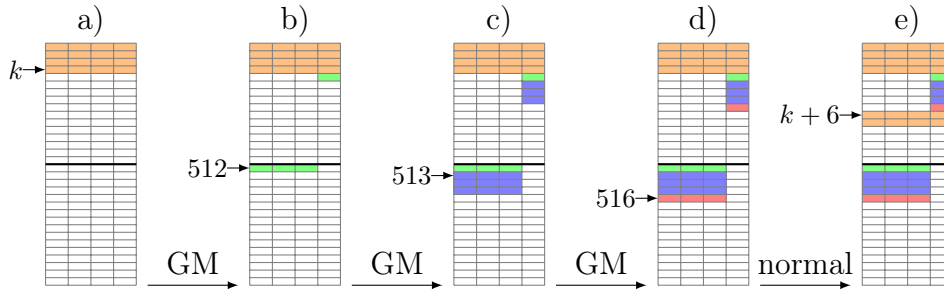 a) b) c) d) e)
k
k + 6
512
513
516
GM GM GM normal